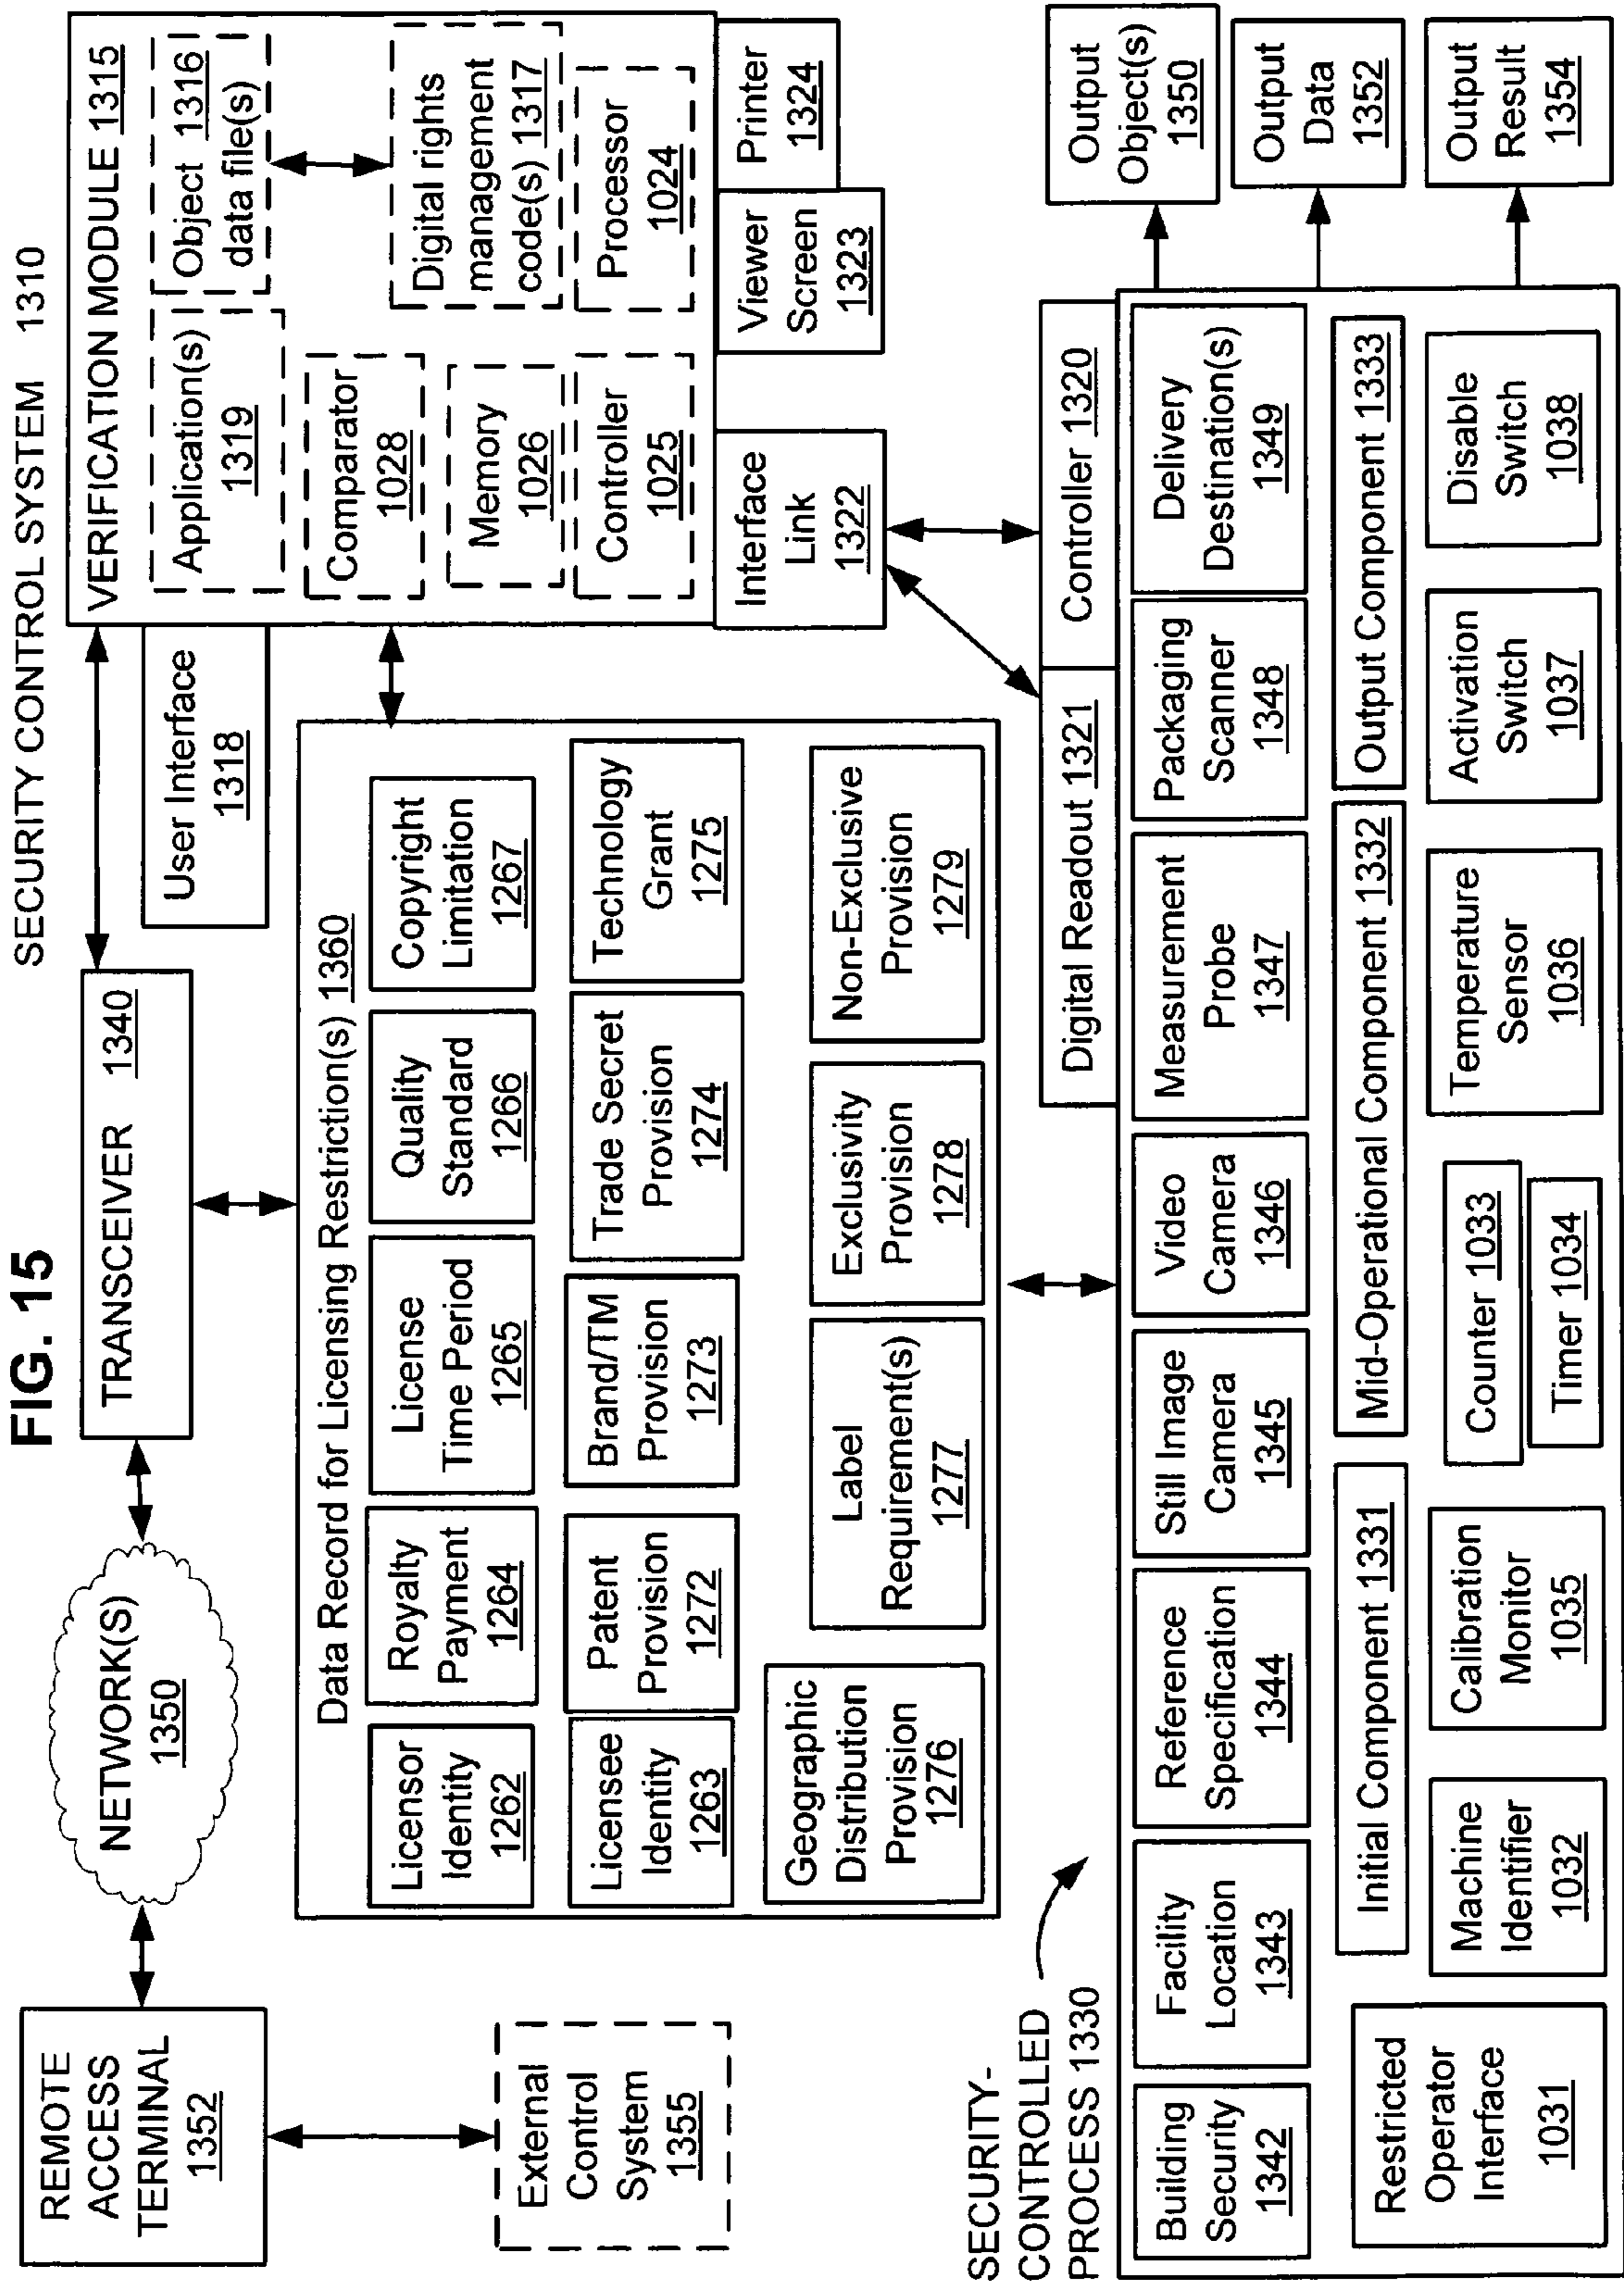 FIG. 15
SECURITY CONTROL SYSTEM 1310
REMOTE
ACCESS
TERMINAL
1352
NETWORK(S)
1350
TRANSCEIVER 1340
User Interface
1318
VERIFICATION MODULE 1315
Application(s)
1319
Object 1316
data file(s)
Comparator
1028
Digital rights
management
code(s) 1317
Memory
1026
Controller
1025
Processor
1024
Interface
Link
1322
Viewer
Screen
1323
Printer
1324
External
Control
System
1355
Data Record for Licensing Restriction(s) 1360
Licensor
Identity
1262
Royalty
Payment
1264
License
Time Period
1265
Quality
Standard
1266
Copyright
Limitation
1267
Licensee
Identity
1263
Patent
Provision
1272
Brand/TM
Provision
1273
Trade Secret
Provision
1274
Technology
Grant
1275
Geographic
Distribution
Provision
1276
Label
Requirement(s)
1277
Exclusivity
Provision
1278
Non-Exclusive
Provision
1279
SECURITY-
CONTROLLED
PROCESS 1330
Digital Readout 1321
Controller 1320
Building
Security
1342
Facility
Location
1343
Reference
Specification
1344
Still Image
Camera
1345
Video
Camera
1346
Measurement
Probe
1347
Packaging
Scanner
1348
Delivery
Destination(s)
1349
Initial Component 1331
Mid-Operational Component 1332
Output Component 1333
Restricted
Operator
Interface
1031
Machine
Identifier
1032
Calibration
Monitor
1035
Counter 1033
Timer 1034
Temperature
Sensor
1036
Activation
Switch
1037
Disable
Switch
1038
Output
Object(s)
1350
Output
Data
1352
Output
Result
1354